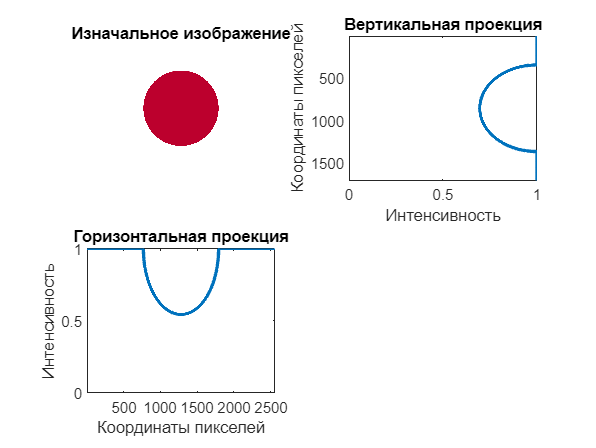 Изначальное изображение
Вертикальная проекция
Координаты пикселей
500
1000
1500
0
0.5
1
Интенсивность
Горизонтальная проекция
Интенсивность
1
0.5
0
500
1000
1500
2000
2500
Координаты пикселей